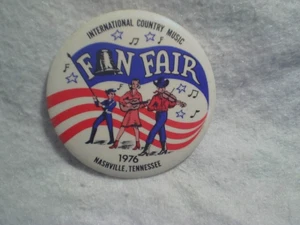 INTERNATIONAL COUNTRY MUSIC
FAN FAIR
1976
NASHVILLE, TENNESSEE